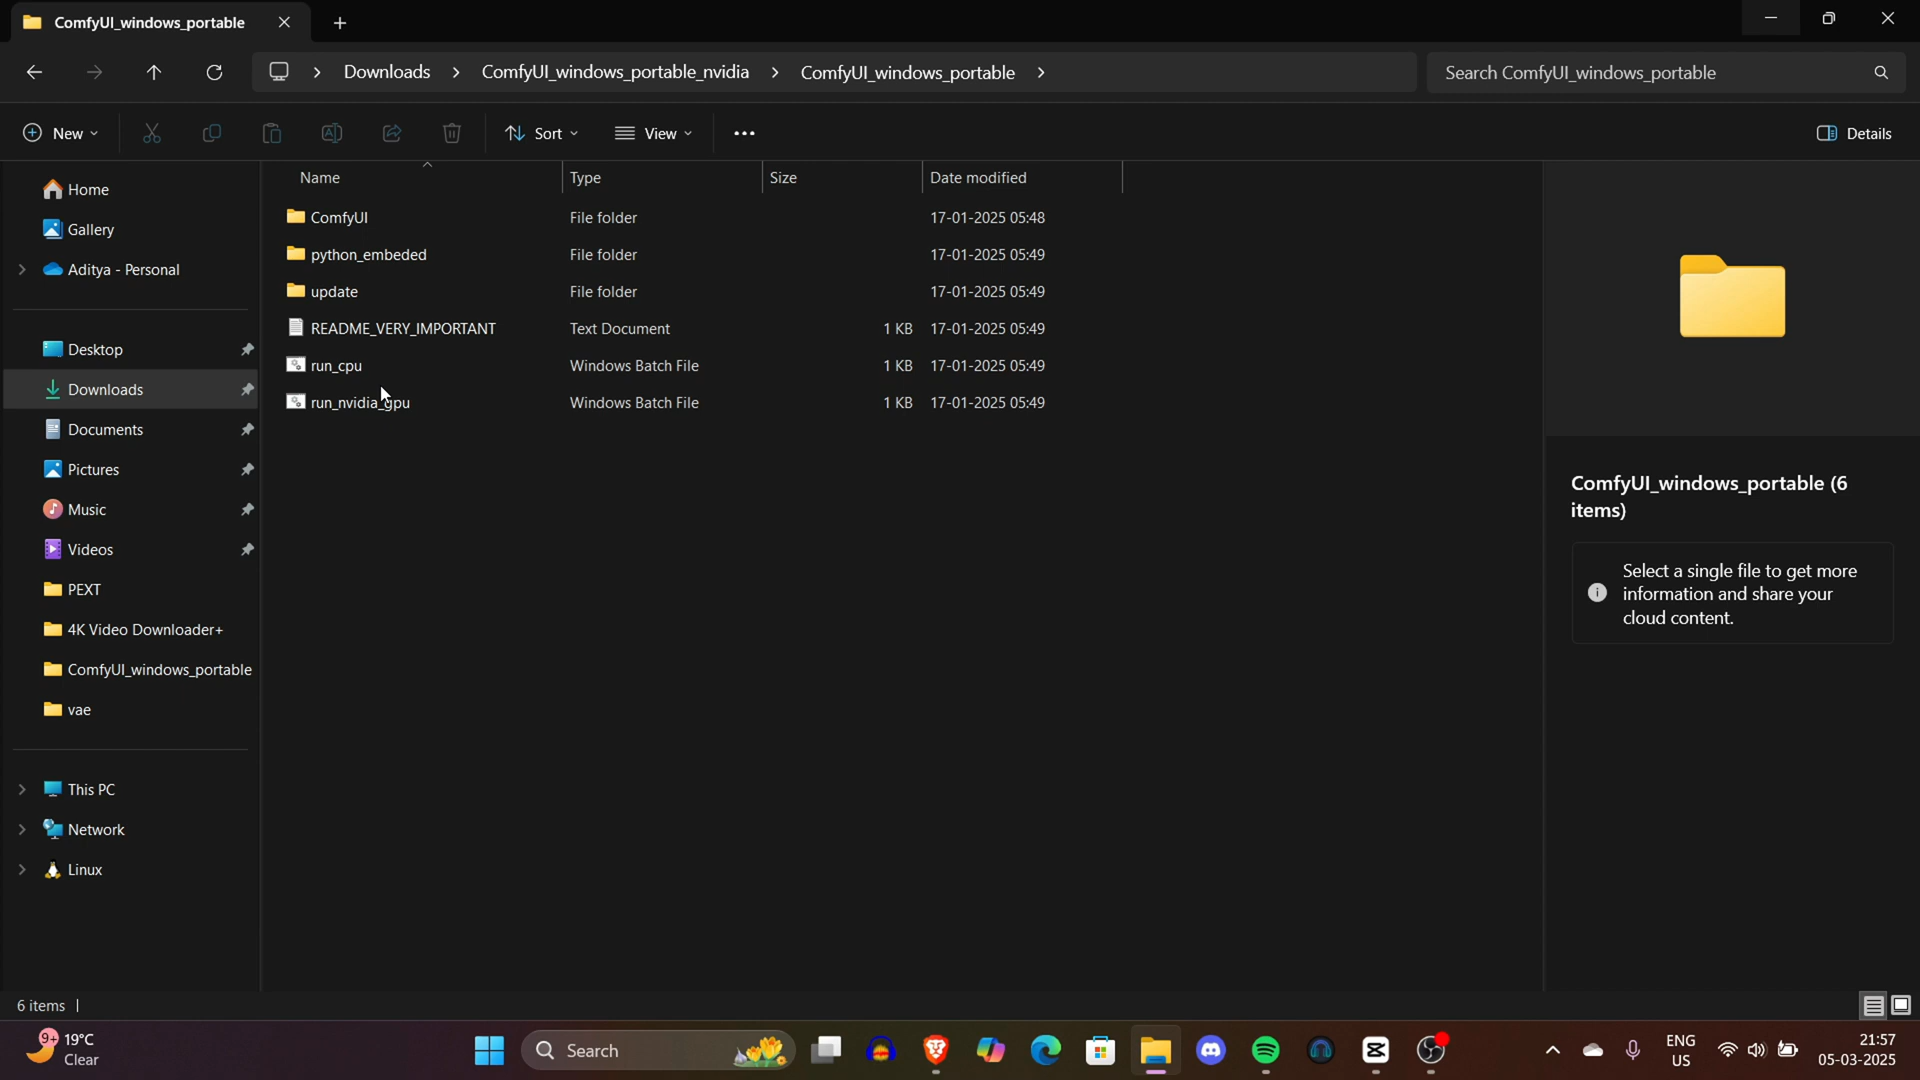 ComfyUI_windows_portable
Downloads
ComfyUI_windows_portable_nvidia
ComfyUI_windows_portable
Search ComfyUI_windows_portable
New
Sort
View
Details
Name
Type
Size
Date modified
Home
Gallery
Aditya - Personal
Desktop
Downloads
Documents
Pictures
Music
Videos
PEXT
4K Video Downloader+
ComfyUI_windows_portable
vae
This PC
Network
Linux
ComfyUI File folder 17-01-2025 05:48
python_embeded File folder 17-01-2025 05:49
update File folder 17-01-2025 05:49
README_VERY_IMPORTANT Text Document 1 KB 17-01-2025 05:49
run_cpu Windows Batch File 1 KB 17-01-2025 05:49
run_nvidia_gpu Windows Batch File 1 KB 17-01-2025 05:49
ComfyUI_windows_portable (6
items)
Select a single file to get more
information and share your
cloud content.
6 items
9+
19°C
Clear
Search
ENG
US
21:57
05-03-2025